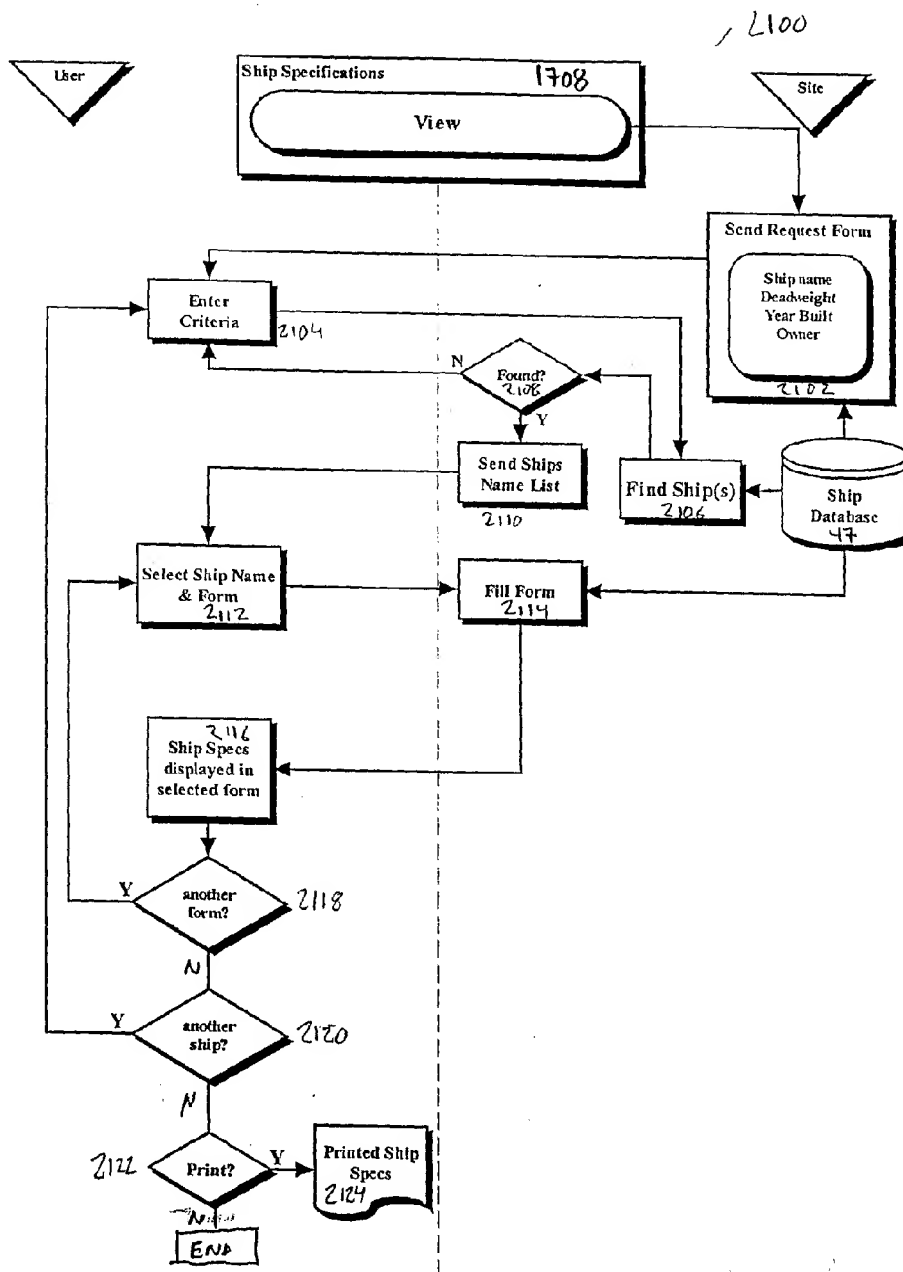 2100
User
Ship Specifications 1708
View
Site
Send Request Form
Ship name
Deadweight
Year Built
Owner
2102
Enter
Criteria
2104
N
Found?
2108
Y
Send Ships
Name List
2110
Find Ship(s)
2106
Ship
Database
47
Select Ship Name
& Form
2112
Fill Form
2114
2116
Ship Specs
displayed in
selected form
Y
another
form?
2118
N
Y
another
ship?
2120
N
2122
Print?
Y
Printed Ship
Specs
2124
N
END